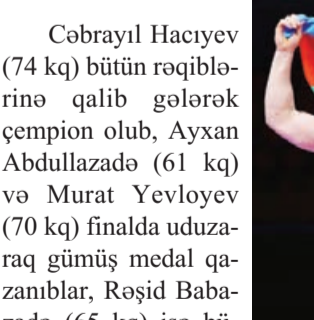 Cəbrayıl Hacıyev
(74 kq) bütün rəqiblə-
rinə qalib gələrək
çempion olub, Ayxan
Abdullazadə (61 kq)
və Murat Yevloyev
(70 kq) finalda uduza-
raq gümüş medal qa-
zanıblar, Rəşid Baba-